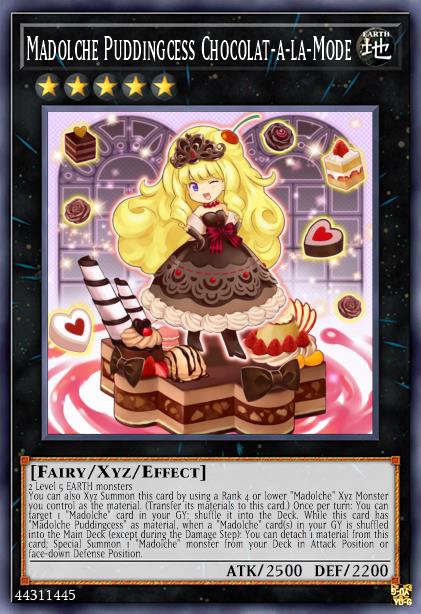 Madolche Puddingcess Chocolat-a-la-Mode
EARTH
地
[Fairy/Xyz/Effect]
2 Level 5 EARTH monsters
You can also Xyz Summon this card by using a Rank 4 or lower "Madolche" Xyz Monster
you control as the material. (Transfer its materials to this card.) Once per turn: You can
target 1 "Madolche" card in your GY; shuffle it into the Deck. While this card has
"Madolche Puddingcess" as material, when a "Madolche" card(s) in your GY is shuffled
into the Main Deck (except during the Damage Step): You can detach 1 material from this
card; Special Summon 1 "Madolche" monster from your Deck in Attack Position or
face-down Defense Position.
ATK/2500 DEF/2200
44311445